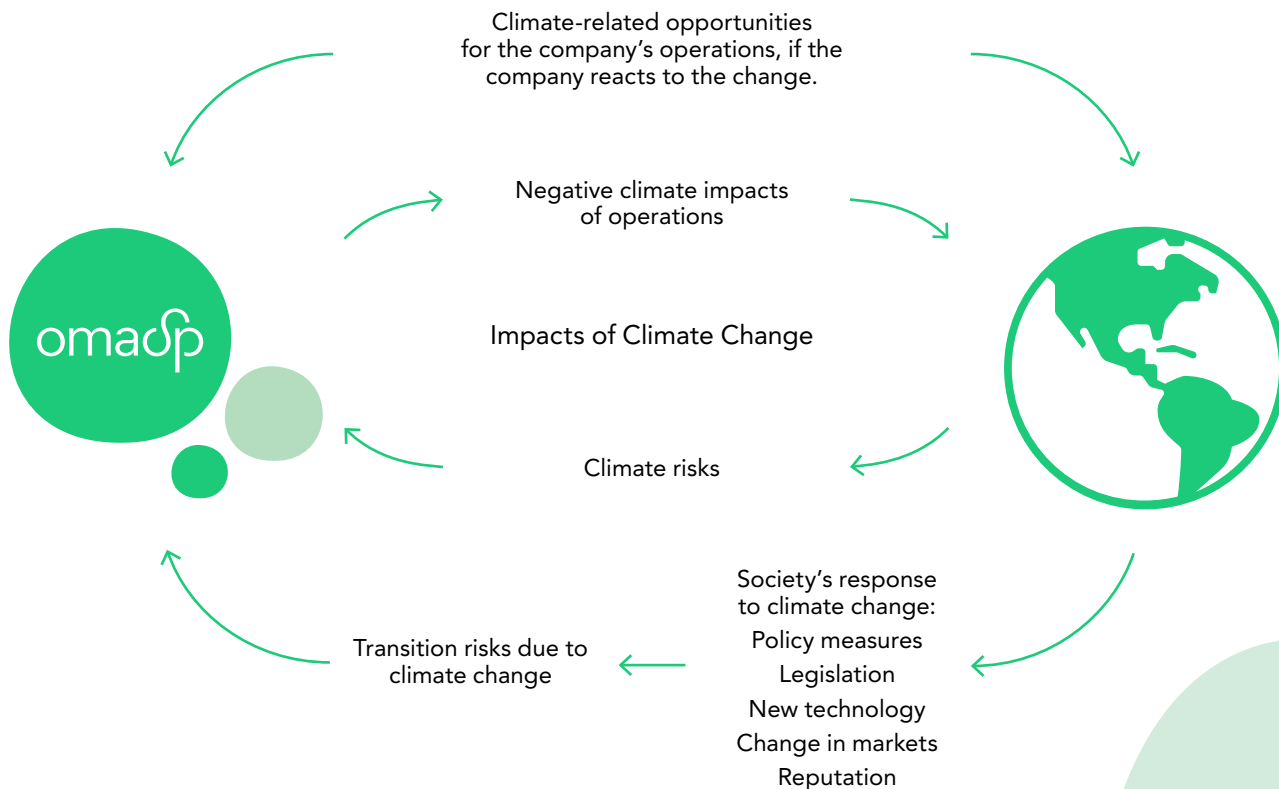 Climate-related opportunities
for the company’s operations, if the
company reacts to the change.
Negative climate impacts
of operations
omasp
Impacts of Climate Change
Climate risks
Society’s response
to climate change:
Policy measures
Legislation
New technology
Change in markets
Reputation
Transition risks due to
climate change